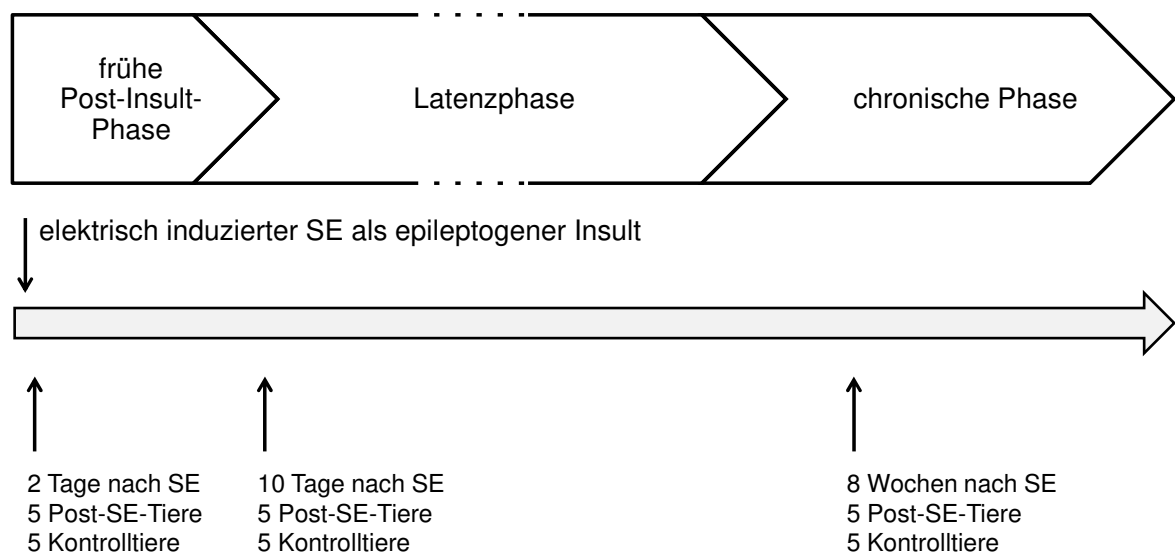 frühe
Post-Insult-
Phase
Latenzphase
chronische Phase
elektrisch induzierter SE als epileptogener Insult
2 Tage nach SE
5 Post-SE-Tiere
5 Kontrolltiere
10 Tage nach SE
5 Post-SE-Tiere
5 Kontrolltiere
8 Wochen nach SE
5 Post-SE-Tiere
5 Kontrolltiere